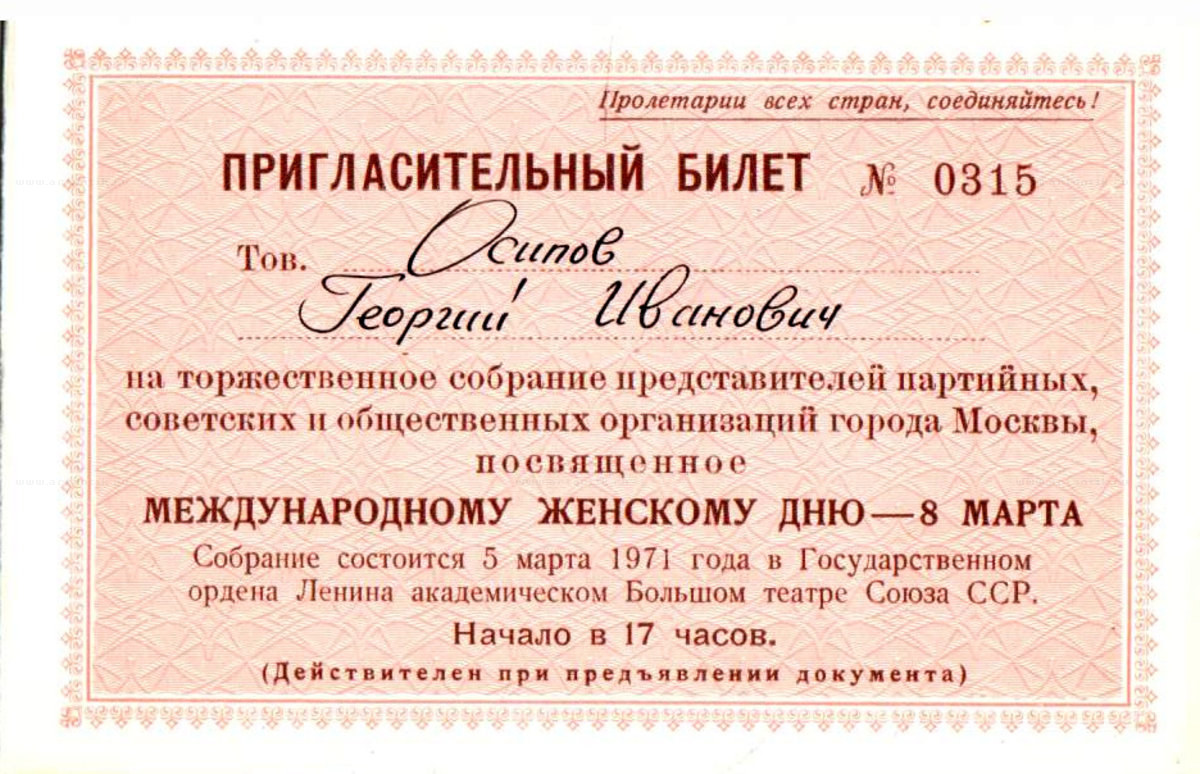 Пролетарии всех стран, соединяйтесь!
ПРИГЛАСИТЕЛЬНЫЙ БИЛЕТ № 0315
Тов. Осипов
Георгий Иванович
на торжественное собрание представителей партийных,
советских и общественных организаций города Москвы,
посвященное
МЕЖДУНАРОДНОМУ ЖЕНСКОМУ ДНЮ—8 МАРТА
Собрание состоится 5 марта 1971 года в Государственном
ордена Ленина академическом Большом театре Союза ССР.
Начало в 17 часов.
(Действителен при предъявлении документа)